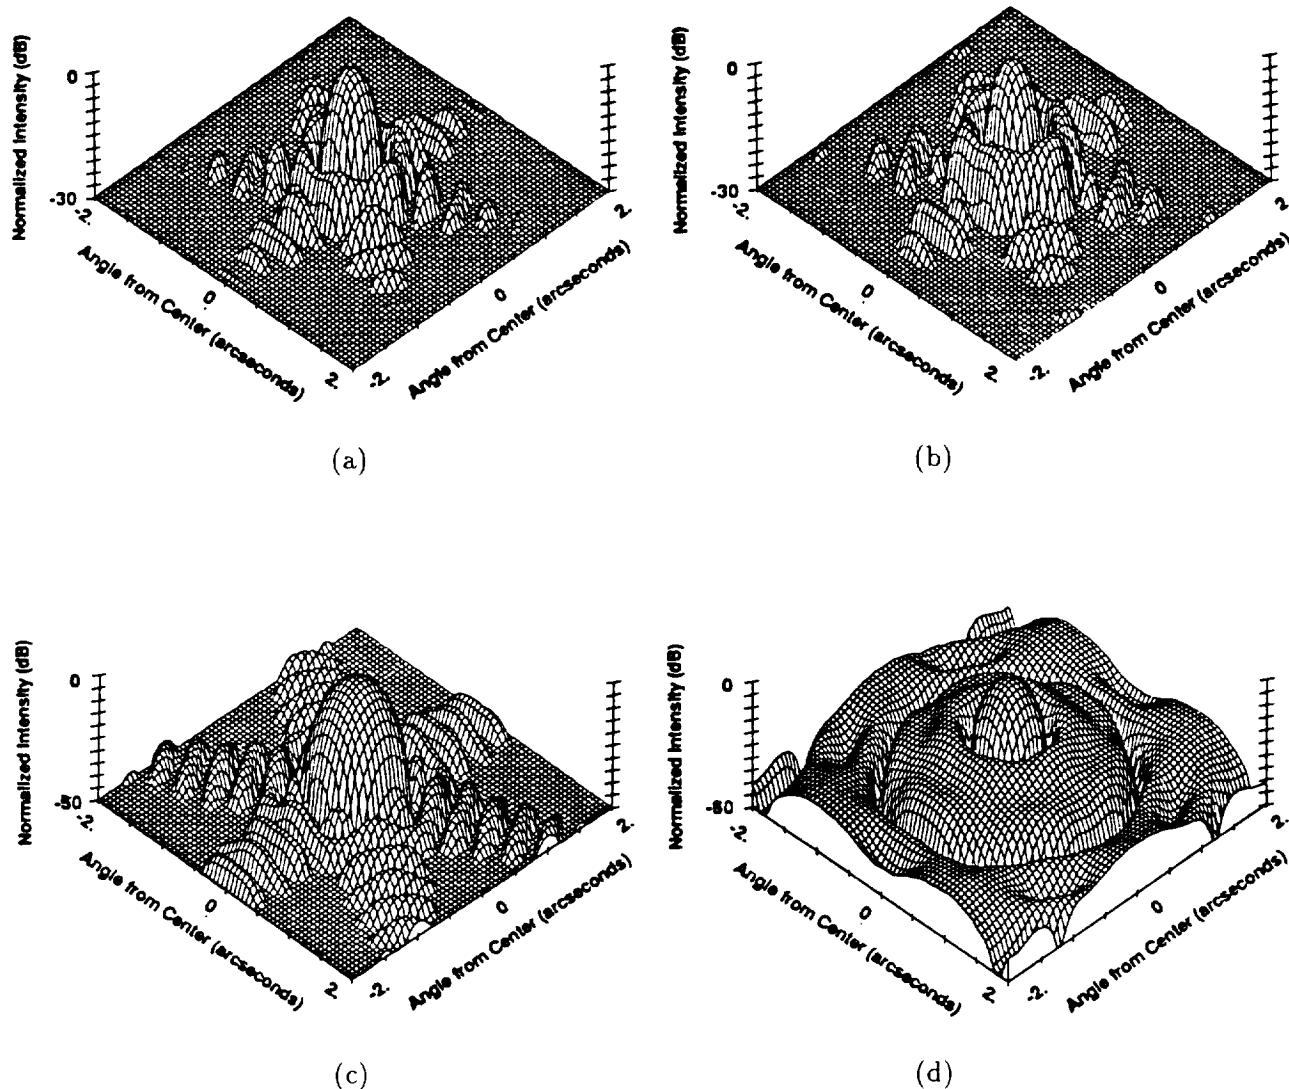 Normalized Intensity (dB)
0
-30
-2.
0
2.
Angle from Center (arcseconds)
-2.
0
2.
Angle from Center (arcseconds)
(a)
Normalized Intensity (dB)
0
-30
-2.
0
2.
Angle from Center (arcseconds)
-2.
0
2.
Angle from Center (arcseconds)
(b)
Normalized Intensity (dB)
0
-50
-2.
0
2.
Angle from Center (arcseconds)
-2.
0
2.
Angle from Center (arcseconds)
(c)
Normalized Intensity (dB)
0
-2.
0
2.
Angle from Center (arcseconds)
-2.
0
2.
Angle from Center (arcseconds)
(d)